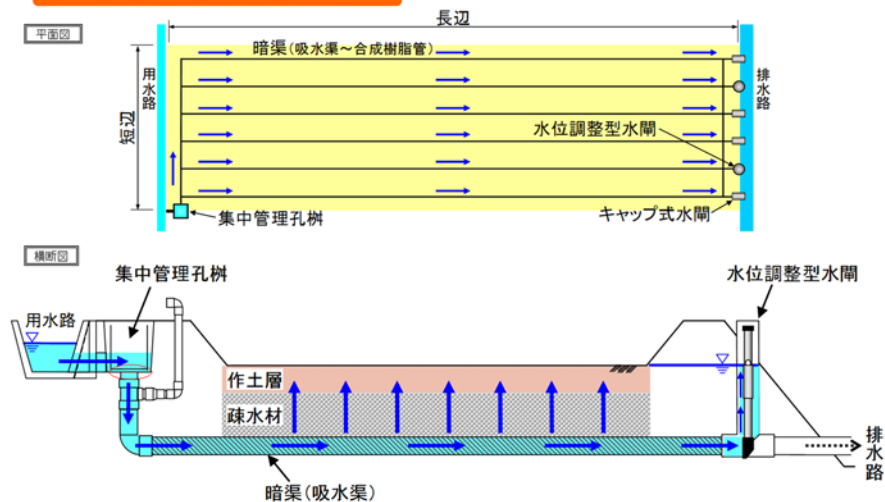 平面図
長辺
暗渠(吸水渠~合成樹脂管)
用水路
短辺
排水路
水位調整型水閘
集中管理孔桝
キャップ式水閘
横断図
集中管理孔桝
水位調整型水閘
用水路
作土層
疎水材
排水路
暗渠(吸水渠)